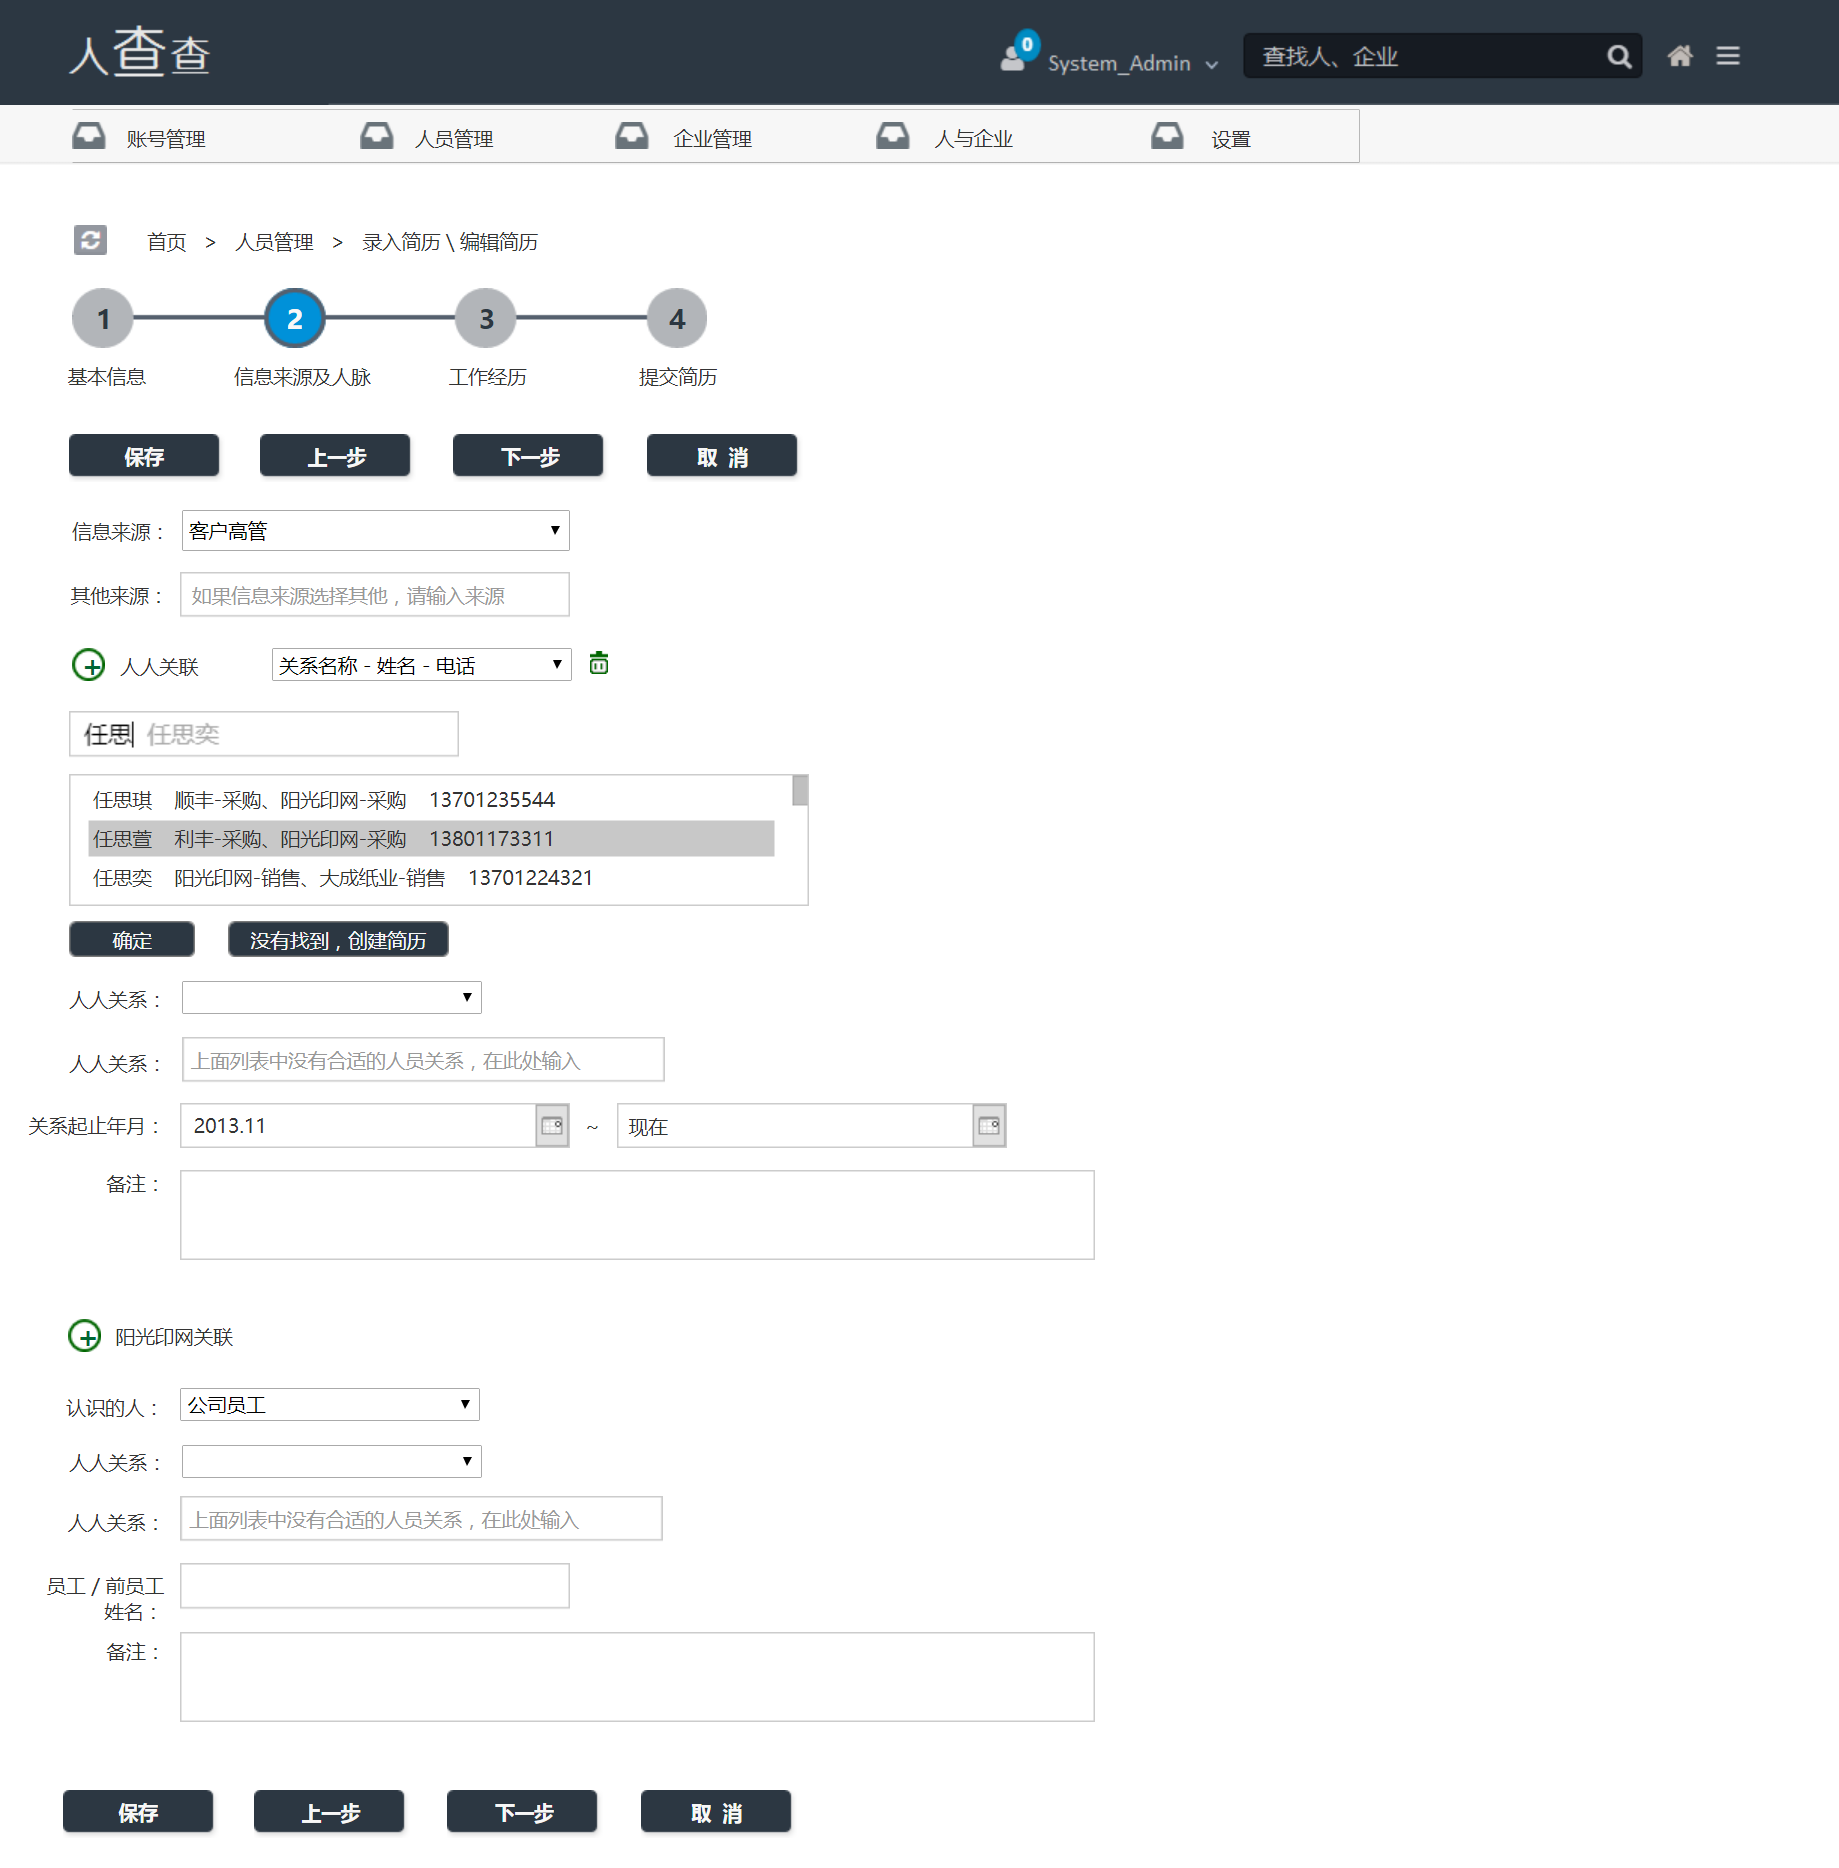 人查查
0 System_Admin 查找人、企业
账号管理 人员管理 企业管理 人与企业 设置
首页 > 人员管理 > 录入简历 \ 编辑简历
1 2 3 4
基本信息 信息来源及人脉 工作经历 提交简历
保存 上一步 下一步 取 消
信息来源： 客户高管
其他来源： 如果信息来源选择其他，请输入来源
人人关联 关系名称 - 姓名 - 电话
任思 任思奕
任思琪 顺丰-采购、阳光印网-采购 13701235544
任思萱 利丰-采购、阳光印网-采购 13801173311
任思奕 阳光印网-销售、大成纸业-销售 13701224321
确定 没有找到，创建简历
人人关系：
人人关系： 上面列表中没有合适的人员关系，在此处输入
关系起止年月： 2013.11 ~ 现在
备注：
阳光印网关联
认识的人： 公司员工
人人关系：
人人关系： 上面列表中没有合适的人员关系，在此处输入
员工 / 前员工
姓名：
备注：
保存 上一步 下一步 取 消